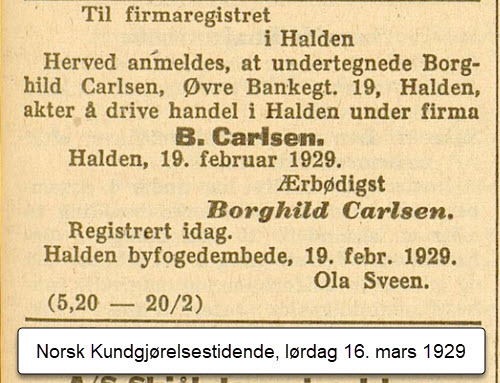 Til firmaregistret
i Halden
Herved anmeldes, at undertegnede Borg-
hild Carlsen, Øvre Bankegt. 19, Halden,
akter å drive handel i Halden under firma
B. Carlsen.
Halden, 19. februar 1929.
Ærbødigst
Borghild Carlsen.
Registrert idag.
Halden byfogedembede, 19. febr. 1929.
Ola Sveen.
(5,20 — 20/2)
Norsk Kundgjørelsestidende, lørdag 16. mars 1929